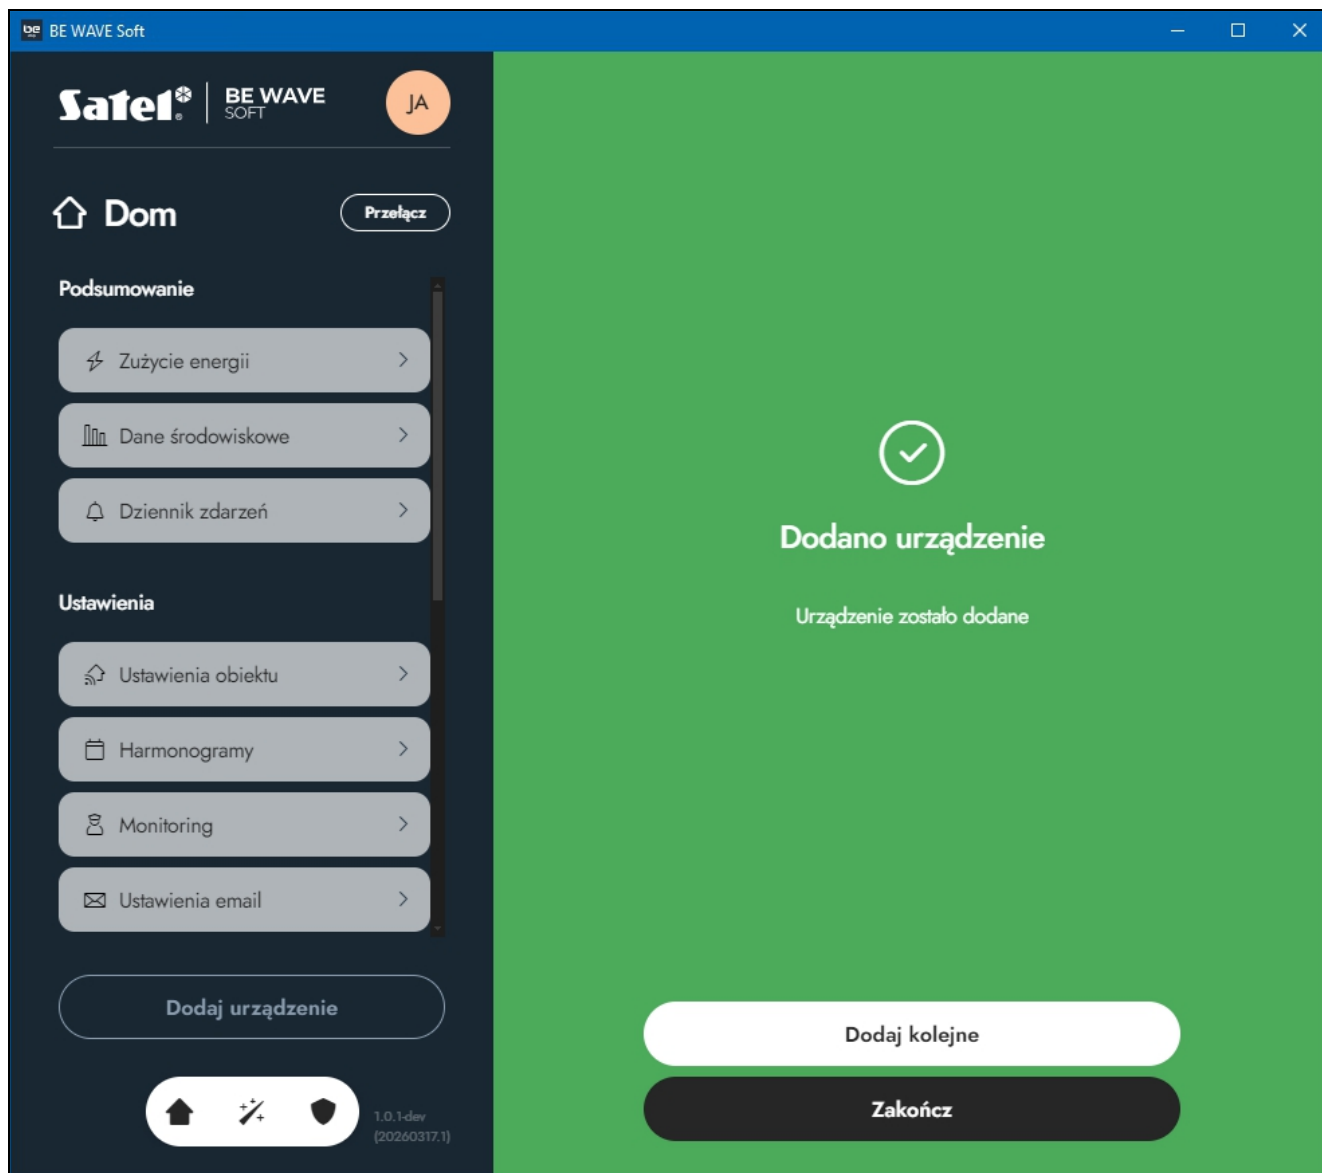 be BE WAVE Soft
Satel® BE WAVE
SOFT
JA
Dom
Przełącz
Podsumowanie
Zużycie energii
Dane środowiskowe
Dziennik zdarzeń
Ustawienia
Ustawienia obiektu
Harmonogramy
Monitoring
Ustawienia email
Dodaj urządzenie
1.0.1-dev
(20260317.1)
Dodano urządzenie
Urządzenie zostało dodane
Dodaj kolejne
Zakończ